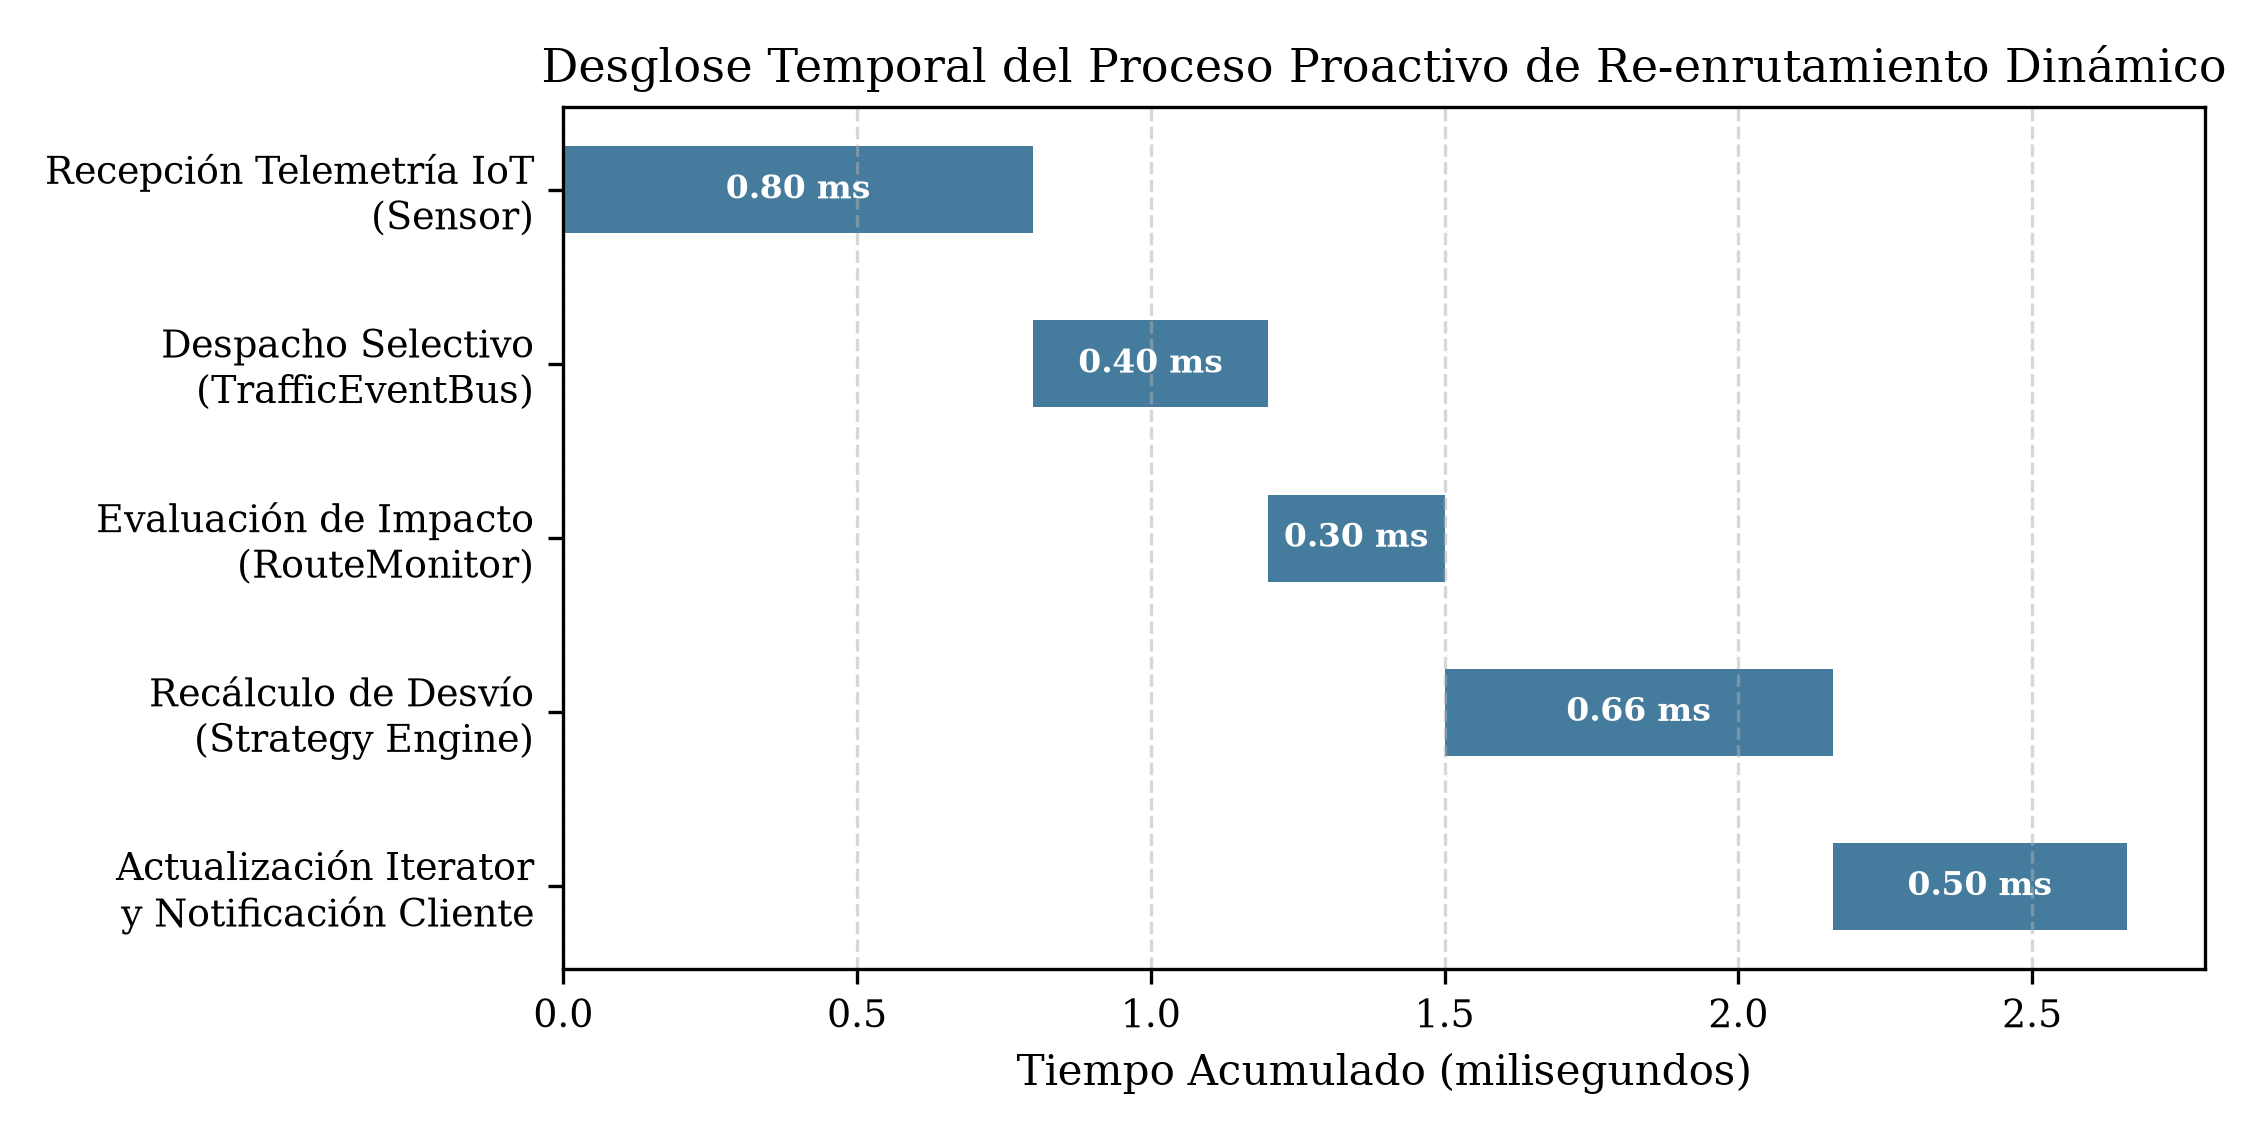 Desglose Temporal del Proceso Proactivo de Re-enrutamiento Dinámico
Recepción Telemetría IoT
(Sensor)
0.80 ms
Despacho Selectivo
(TrafficEventBus)
0.40 ms
Evaluación de Impacto
(RouteMonitor)
0.30 ms
Recálculo de Desvío
(Strategy Engine)
0.66 ms
Actualización Iterator
y Notificación Cliente
0.50 ms
0.0 0.5 1.0 1.5 2.0 2.5
Tiempo Acumulado (milisegundos)